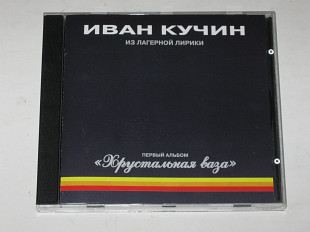 ИВАН КУЧИН
ИЗ ЛАГЕРНОЙ ЛИРИКИ
ПЕРВЫЙ АЛЬБОМ
«Хрустальная ваза»